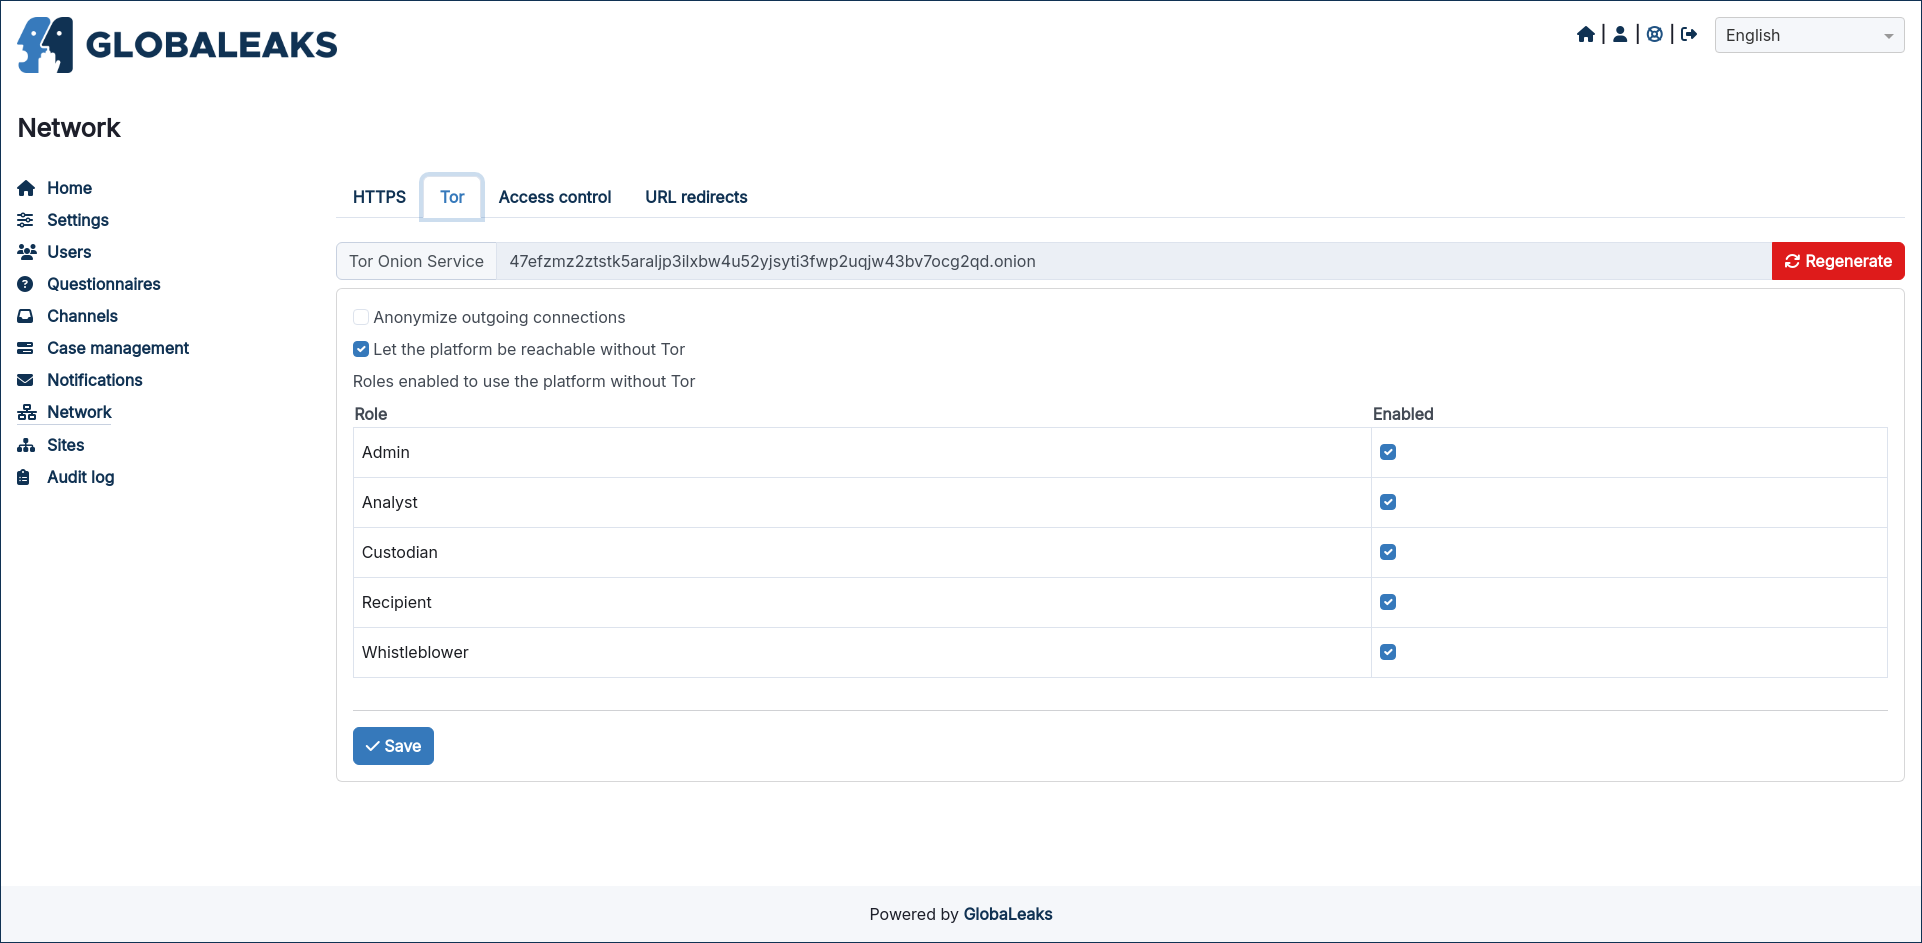 GLOBALEAKS
English
Network
Home
Settings
Users
Questionnaires
Channels
Case management
Notifications
Network
Sites
Audit log
HTTPS Tor Access control URL redirects
Tor Onion Service 47efzmz2ztstk5araljp3ilxbw4u52yjsyti3fwp2uqjw43bv7ocg2qd.onion Regenerate
Anonymize outgoing connections
Let the platform be reachable without Tor
Roles enabled to use the platform without Tor
Role Enabled
Admin
Analyst
Custodian
Recipient
Whistleblower
Save
Powered by GlobaLeaks